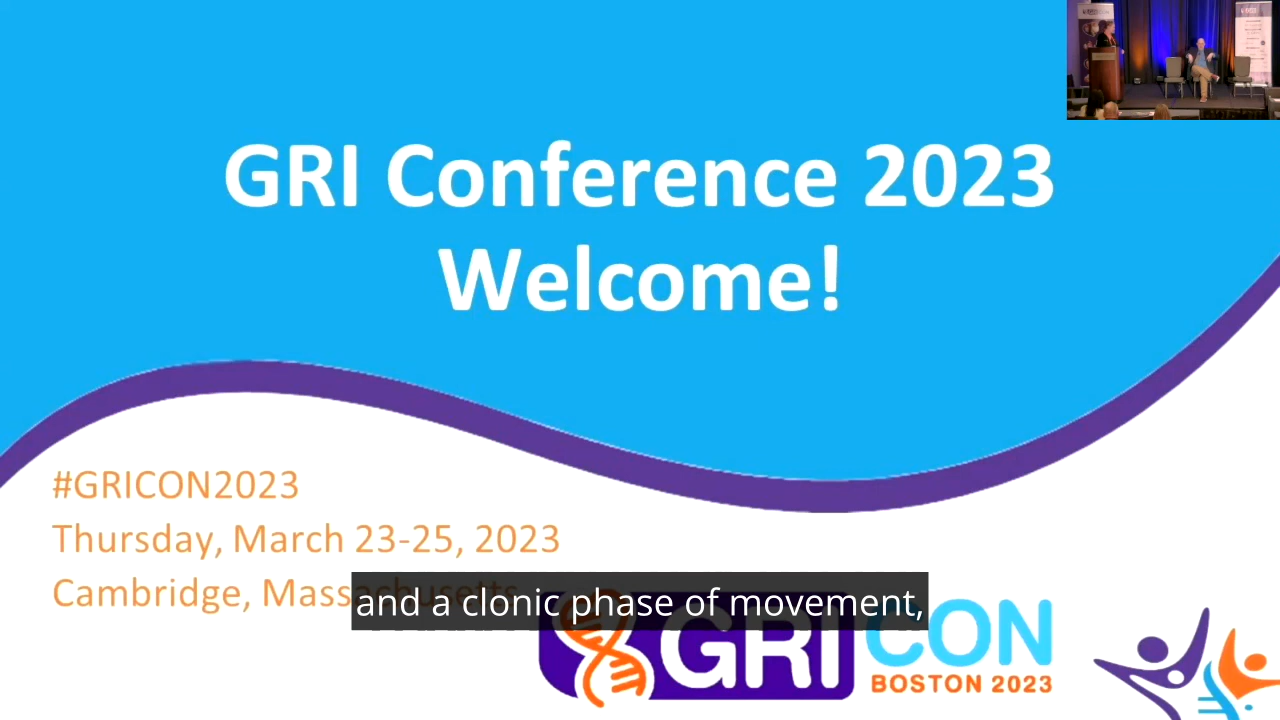 GRI Conference 2023
Welcome!
#GRICON2023
Thursday, March 23-25, 2023
Cambridge, Massachusetts
and a clonic phase of movement,
GRI CON
BOSTON 2023